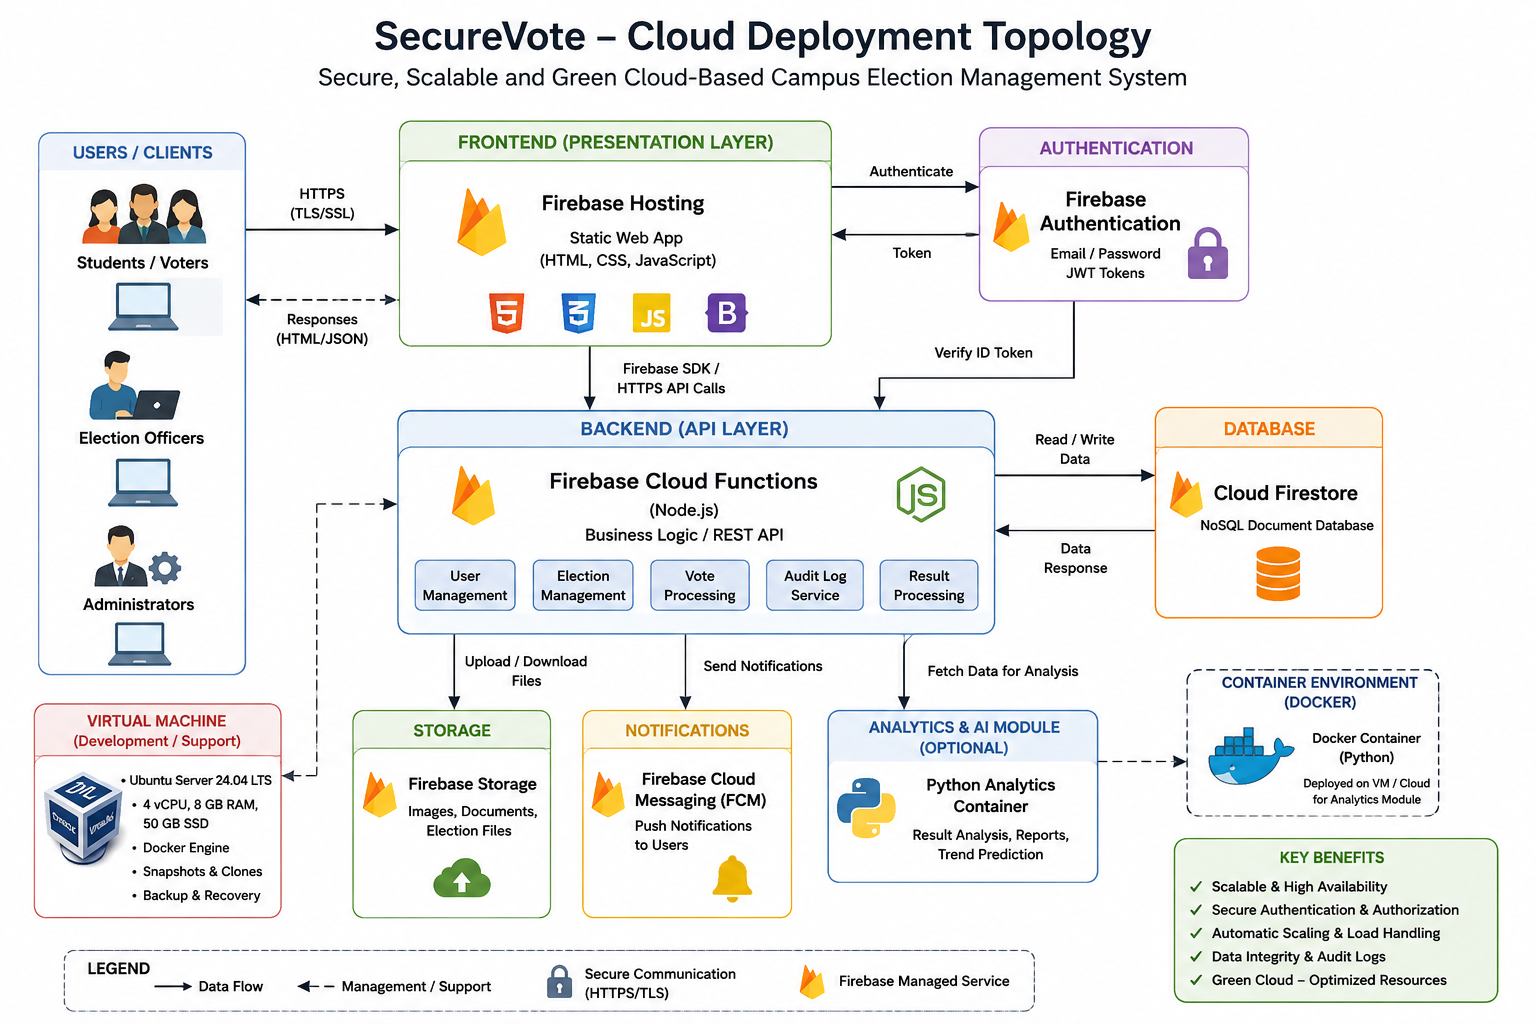 SecureVote – Cloud Deployment Topology
Secure, Scalable and Green Cloud-Based Campus Election Management System
USERS / CLIENTS
Students / Voters
Election Officers
Administrators
HTTPS
(TLS/SSL)
Responses
(HTML/JSON)
FRONTEND (PRESENTATION LAYER)
Firebase Hosting
Static Web App
(HTML, CSS, JavaScript)
5
3
JS
B
Authenticate
Token
AUTHENTICATION
Firebase
Authentication
Email / Password
JWT Tokens
Firebase SDK /
HTTPS API Calls
Verify ID Token
BACKEND (API LAYER)
Firebase Cloud Functions
(Node.js)
Business Logic / REST API
JS
User
Management
Election
Management
Vote
Processing
Audit Log
Service
Result
Processing
Read / Write
Data
Data
Response
DATABASE
Cloud Firestore
NoSQL Document Database
Upload / Download
Files
Send Notifications
Fetch Data for Analysis
VIRTUAL MACHINE
(Development / Support)
• Ubuntu Server 24.04 LTS
• 4 vCPU, 8 GB RAM,
50 GB SSD
• Docker Engine
• Snapshots & Clones
• Backup & Recovery
STORAGE
Firebase Storage
Images, Documents,
Election Files
NOTIFICATIONS
Firebase Cloud
Messaging (FCM)
Push Notifications
to Users
ANALYTICS & AI MODULE
(OPTIONAL)
Python Analytics
Container
Result Analysis, Reports,
Trend Prediction
CONTAINER ENVIRONMENT
(DOCKER)
Docker Container
(Python)
Deployed on VM / Cloud
for Analytics Module
KEY BENEFITS
✓ Scalable & High Availability
✓ Secure Authentication & Authorization
✓ Automatic Scaling & Load Handling
✓ Data Integrity & Audit Logs
✓ Green Cloud – Optimized Resources
LEGEND
Data Flow
Management / Support
Secure Communication
(HTTPS/TLS)
Firebase Managed Service